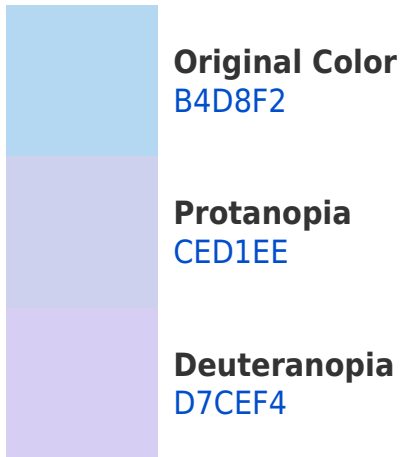 Original Color
B4D8F2
Protanopia
CED1EE
Deuteranopia
D7CEF4